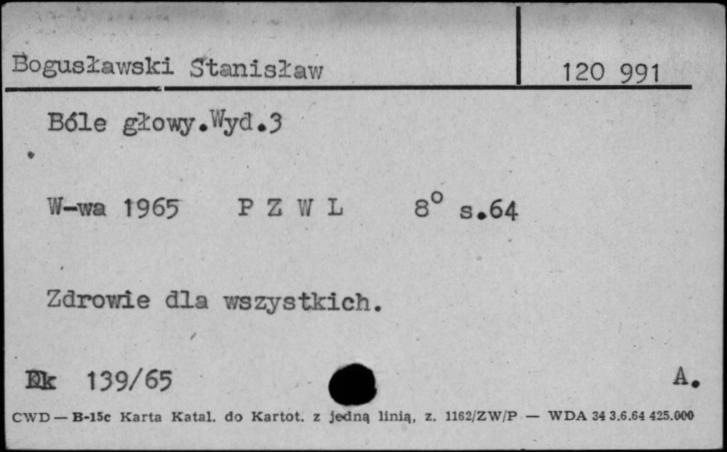 Bogusławski Stanisław 120 991
Bóle głowy.Wyd.3
W-wa 1965 P Z W L 8° s.64
Zdrowie dla wszystkich.
Dk 139/65 A.
CWD — B-15c Karta Katal. do Kartot. z jedną linią, z. 1162/ZW/P — WDA 34 3.6.64 425.000